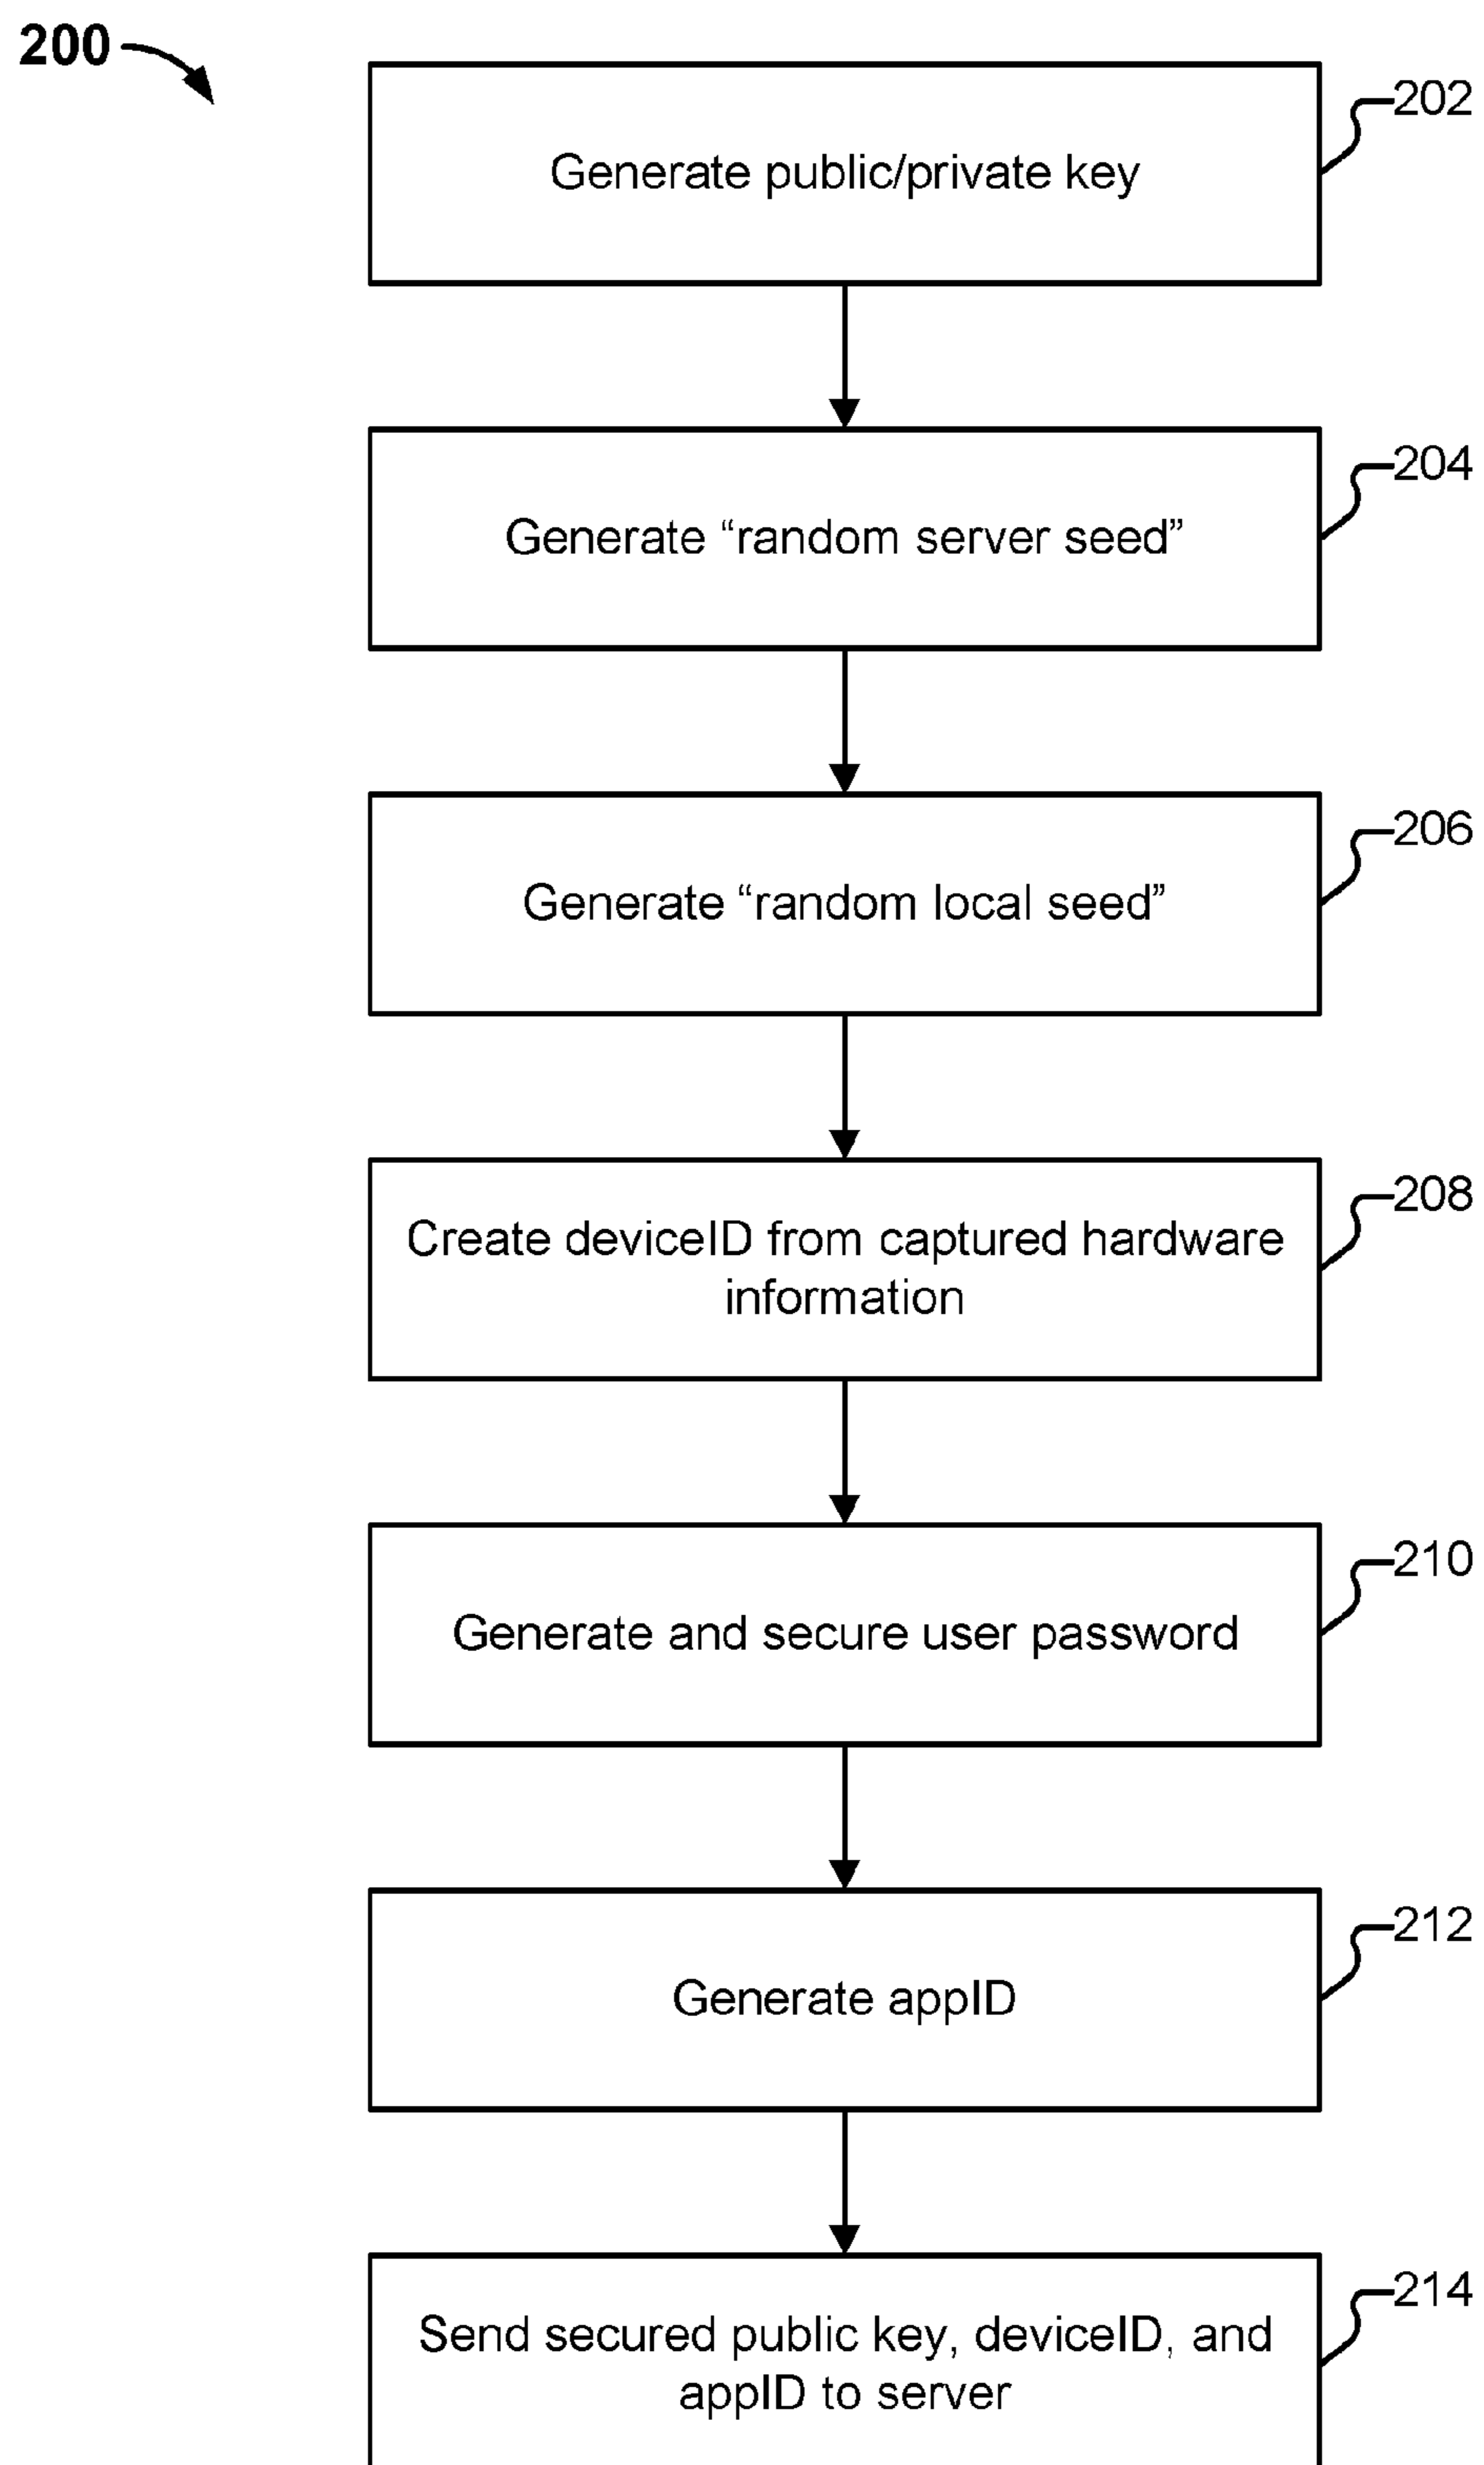 200
202
Generate public/private key
204
Generate “random server seed”
206
Generate “random local seed”
208
Create deviceID from captured hardware
information
210
Generate and secure user password
212
Generate appID
214
Send secured public key, deviceID, and
appID to server